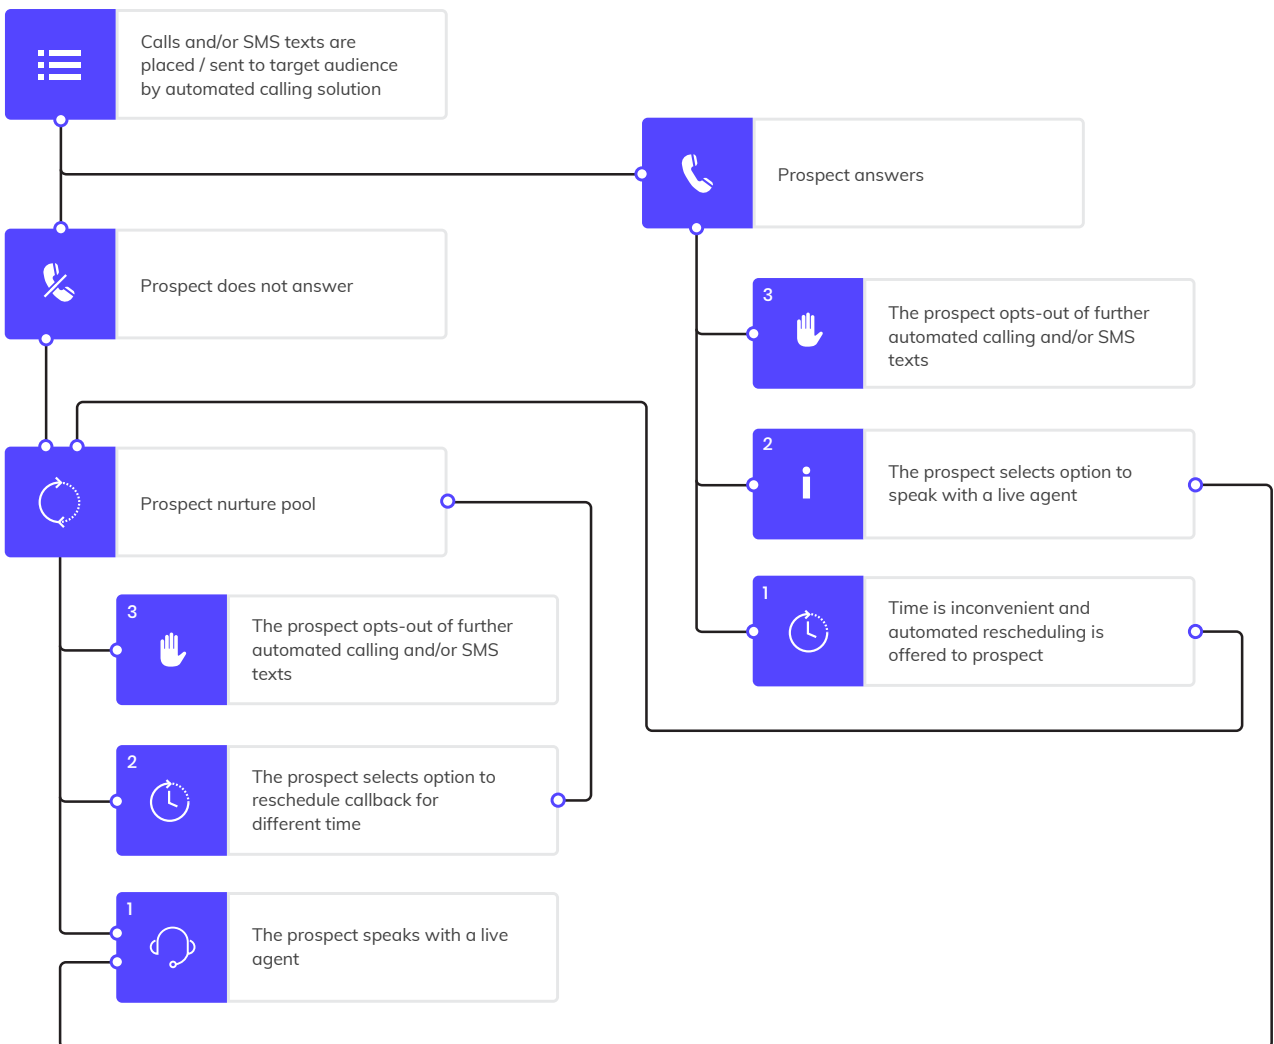 Calls and/or SMS texts are
placed / sent to target audience
by automated calling solution
Prospect answers
Prospect does not answer
3
The prospect opts-out of further
automated calling and/or SMS
texts
2
The prospect selects option to
speak with a live agent
Prospect nurture pool
1
Time is inconvenient and
automated rescheduling is
offered to prospect
3
The prospect opts-out of further
automated calling and/or SMS
texts
2
The prospect selects option to
reschedule callback for
different time
1
The prospect speaks with a live
agent